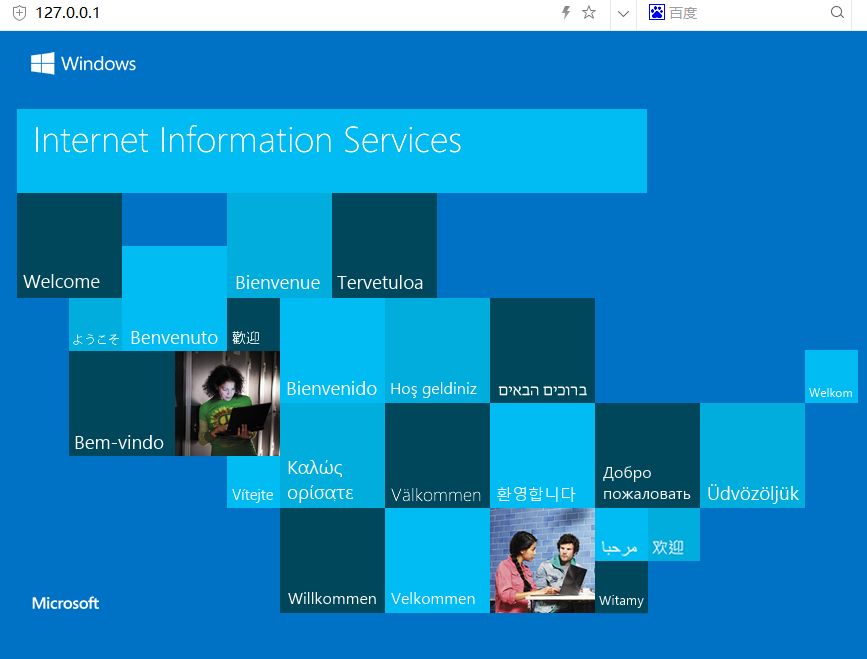 127.0.0.1
百度
Windows
Internet Information Services
Welcome
Bienvenue
Tervetuloa
ようこそ
Benvenuto
歡迎
Bienvenido
Hoş geldiniz
ברוכים הבאים
Welkom
Bem-vindo
Vítejte
Καλώς
ορίσατε
Välkommen
환영합니다
Добро
пожаловать
Üdvözöljük
Willkommen
Velkommen
مرحبا
欢迎
Witamy
Microsoft